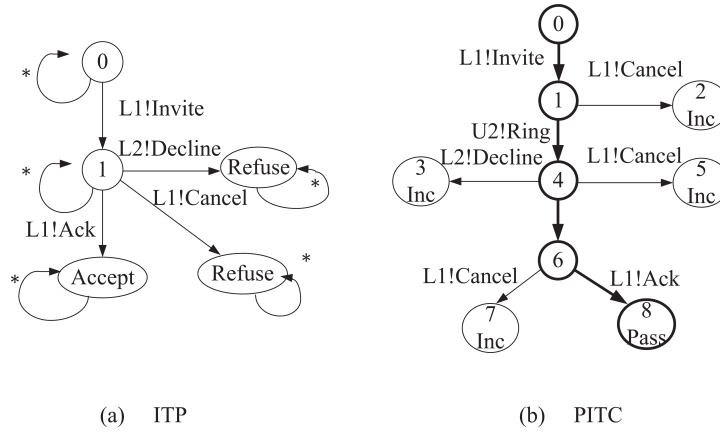 0
*
L1!Invite
L2!Decline
*
1
Refuse
*
L1!Cancel
L1!Ack
*
Accept
*
Refuse
0
L1!Invite
L1!Cancel
1
2
Inc
U2!Ring
L2!Decline
L1!Cancel
3
Inc
4
5
Inc
6
L1!Cancel
L1!Ack
7
Inc
8
Pass
(a) ITP
(b) PITC